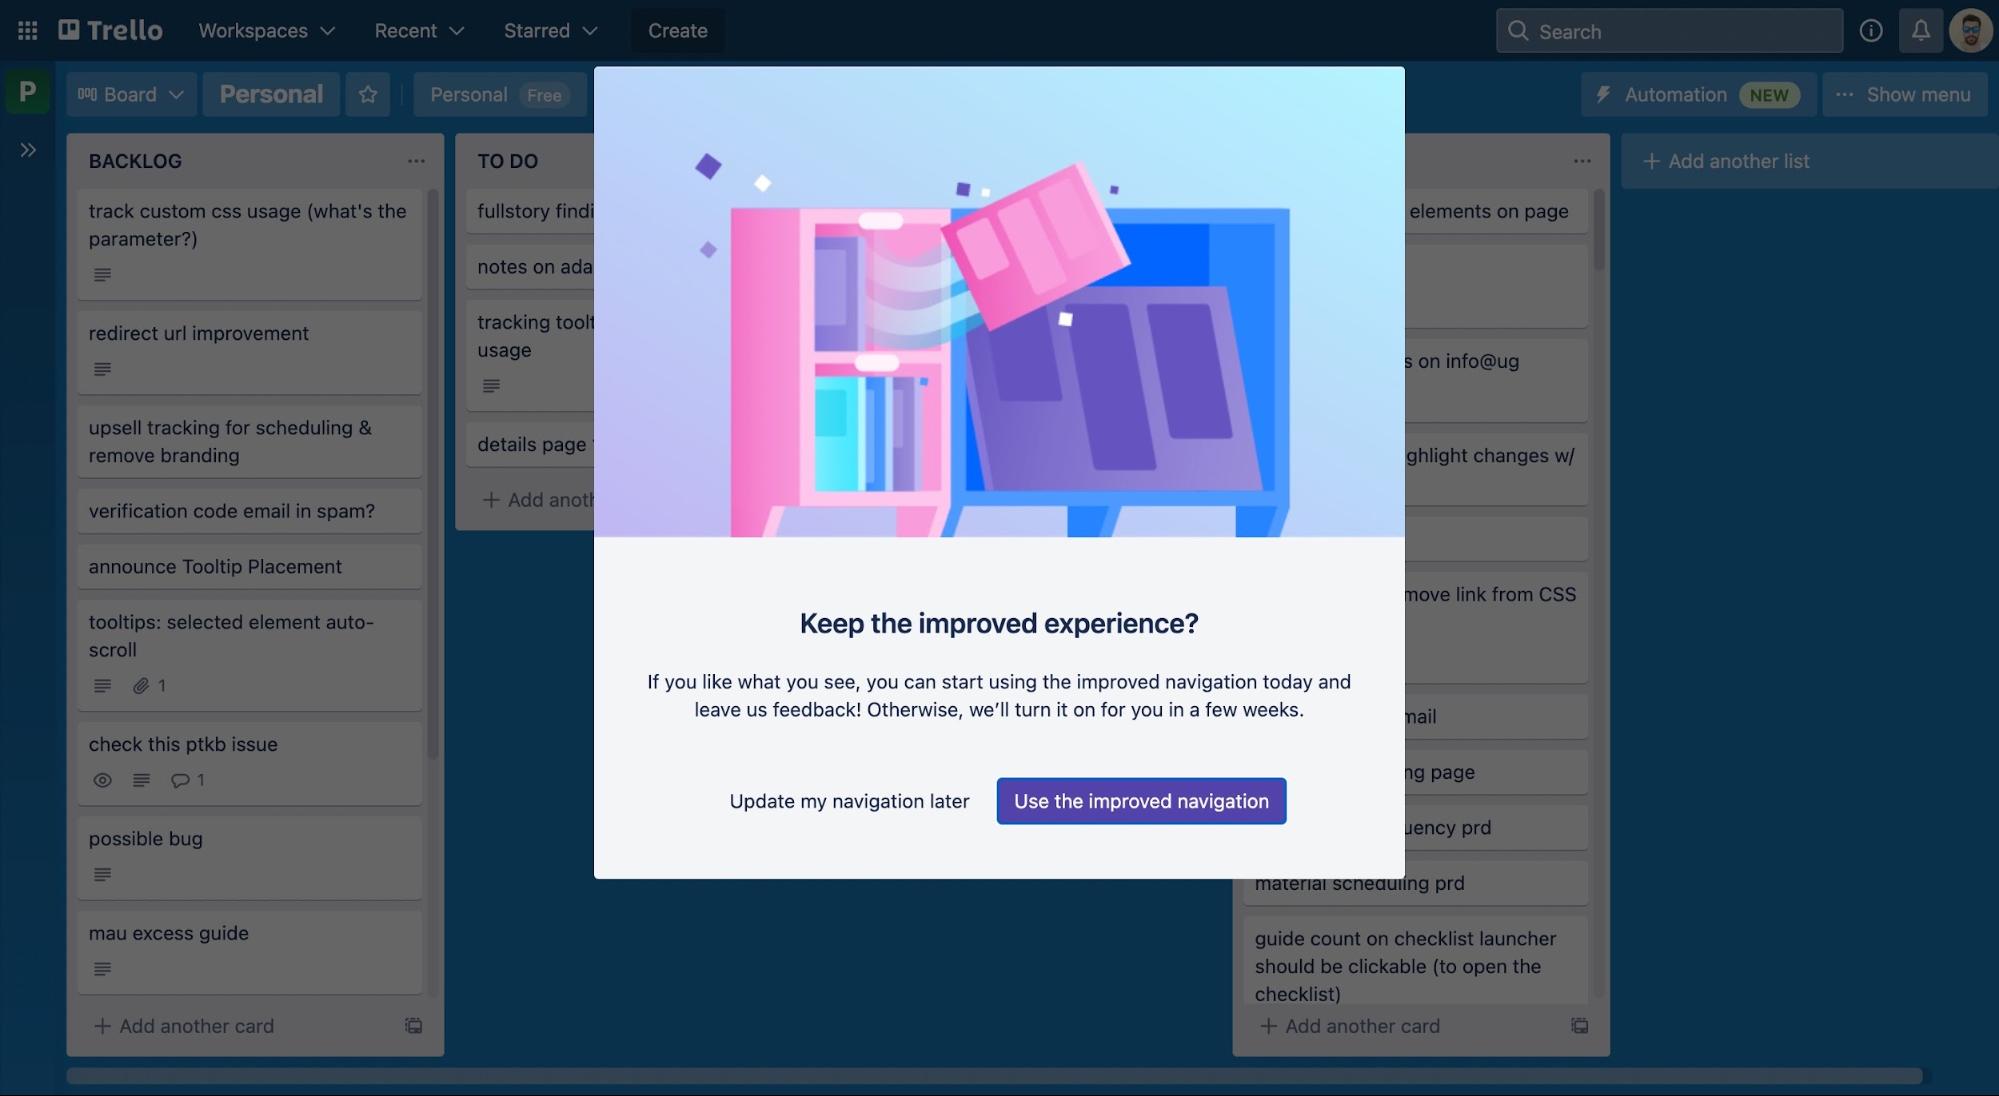 Trello
Workspaces
Recent
Starred
Create
Search
P
Board
Personal
Personal
Free
Automation
NEW
Show menu
BACKLOG
track custom css usage (what's the
parameter?)
redirect url improvement
upsell tracking for scheduling &
remove branding
verification code email in spam?
announce Tooltip Placement
tooltips: selected element auto-
scroll
1
check this ptkb issue
1
possible bug
mau excess guide
+ Add another card
TO DO
fullstory findi
notes on ada
tracking toolt
usage
details page
+ Add anoth
Keep the improved experience?
If you like what you see, you can start using the improved navigation today and
leave us feedback! Otherwise, we’ll turn it on for you in a few weeks.
Update my navigation later
Use the improved navigation
elements on page
s on info@ug
ghlight changes w/
move link from CSS
mail
ng page
uency prd
material scheduling prd
guide count on checklist launcher
should be clickable (to open the
checklist)
+ Add another card
+ Add another list